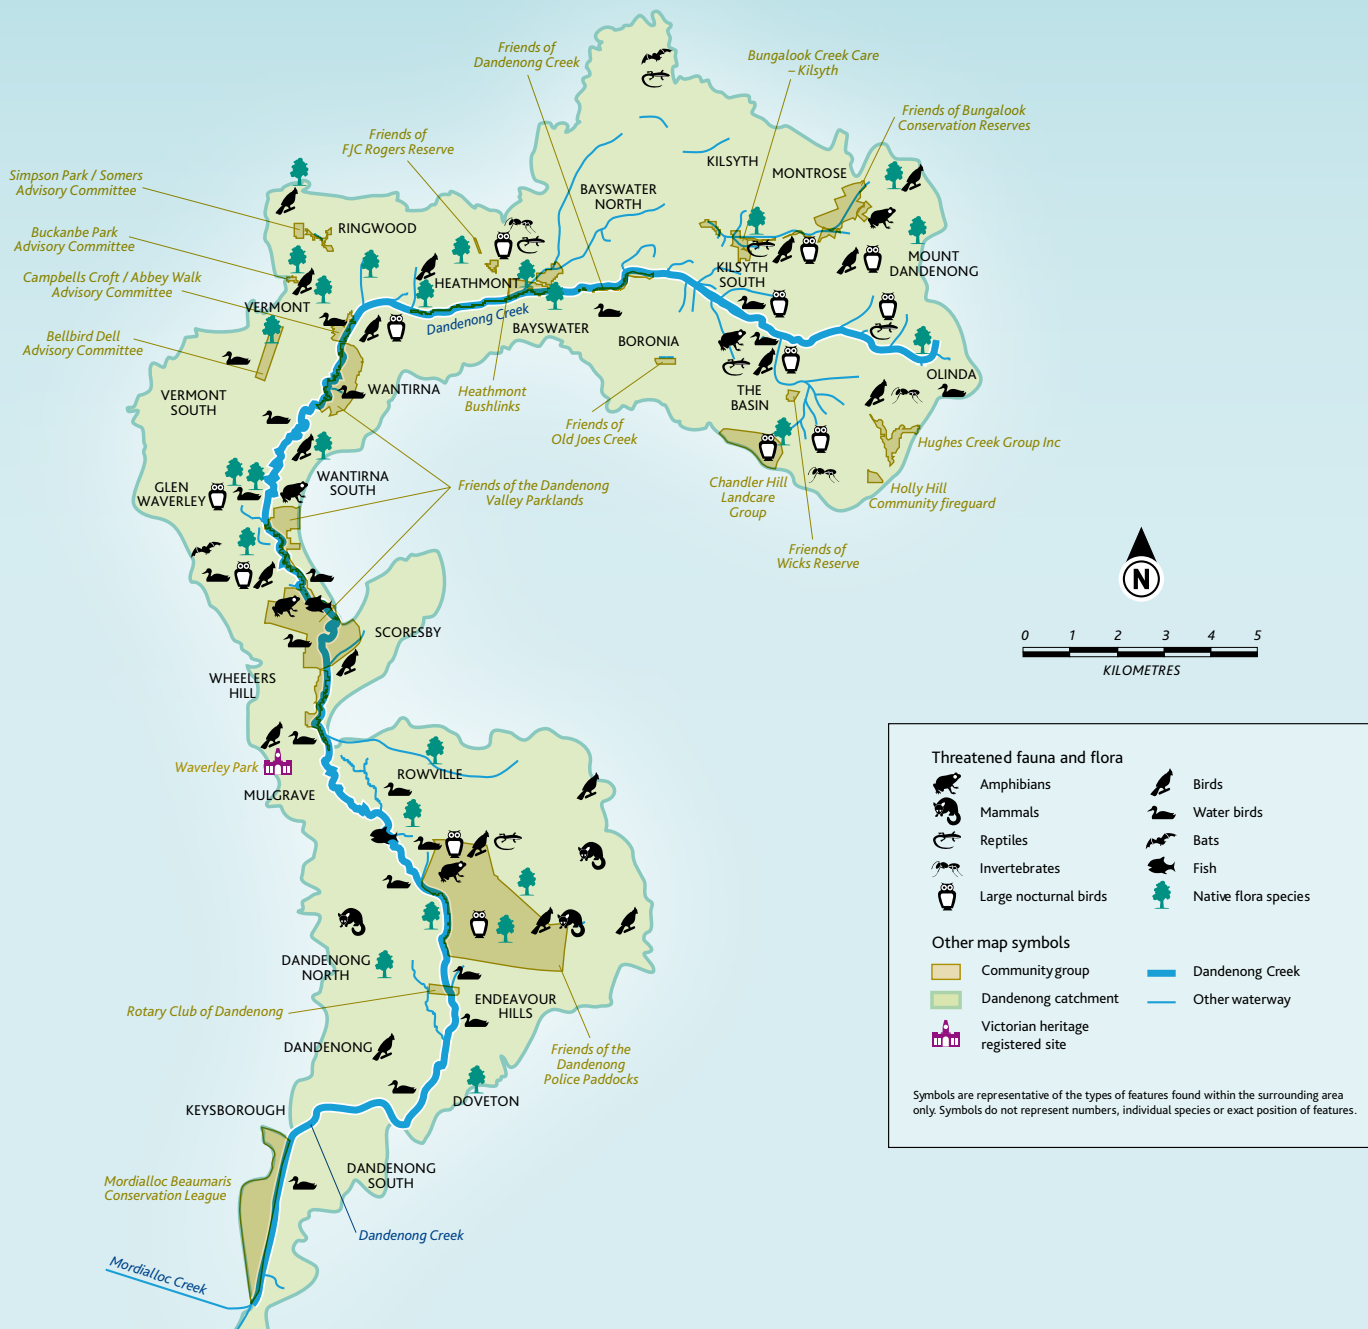 Friends of
Dandenong Creek
Bungalook Creek Care
– Kilsyth
Friends of Bungalook
Conservation Reserves
Friends of
FJC Rogers Reserve
Simpson Park / Somers
Advisory Committee
Buckanbe Park
Advisory Committee
Campbells Croft / Abbey Walk
Advisory Committee
Bellbird Dell
Advisory Committee
KILSYTH
MONTROSE
BAYSWATER
NORTH
RINGWOOD
MOUNT
DANDENONG
KILSYTH
SOUTH
HEATHMONT
VERMONT
Dandenong Creek
BAYSWATER
BORONIA
OLINDA
THE
BASIN
WANTIRNA
VERMONT
SOUTH
Heathmont
Bushlinks
Friends of
Old Joes Creek
Hughes Creek Group Inc
Chandler Hill
Landcare
Group
Holly Hill
Community fireguard
Friends of
Wicks Reserve
WANTIRNA
SOUTH
GLEN
WAVERLEY
Friends of the Dandenong
Valley Parklands
SCORESBY
WHEELERS
HILL
Waverley Park
MULGRAVE
ROWVILLE
DANDENONG
NORTH
Rotary Club of Dandenong
ENDEAVOUR
HILLS
DANDENONG
Friends of the
Dandenong
Police Paddocks
DOVETON
KEYSBOROUGH
DANDENONG
SOUTH
Mordialloc Beaumaris
Conservation League
Dandenong Creek
Mordialloc Creek
N
0 1 2 3 4 5
KILOMETRES
Threatened fauna and flora
Amphibians
Mammals
Reptiles
Invertebrates
Large nocturnal birds
Birds
Water birds
Bats
Fish
Native flora species
Other map symbols
Community group
Dandenong catchment
Victorian heritage
registered site
Dandenong Creek
Other waterway
Symbols are representative of the types of features found within the surrounding area
only. Symbols do not represent numbers, individual species or exact position of features.